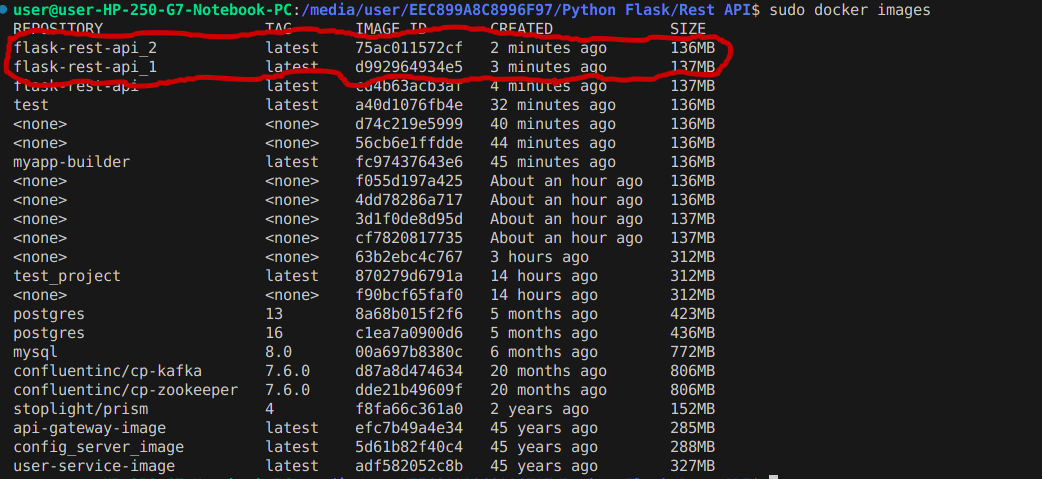 user@user-HP-250-G7-Notebook-PC:/media/user/EEC899A8C8996F97/Python Flask/Rest API$ sudo docker images
REPOSITORY TAG IMAGE ID CREATED SIZE
flask-rest-api_2 latest 75ac011572cf 2 minutes ago 136MB
flask-rest-api_1 latest d992964934e5 3 minutes ago 137MB
flask-rest-api latest cd4b63acb3af 4 minutes ago 137MB
test latest a40d1076fb4e 32 minutes ago 136MB
<none> <none> d74c219e5999 40 minutes ago 136MB
<none> <none> 56cb6e1ffdde 44 minutes ago 136MB
myapp-builder latest fc97437643e6 45 minutes ago 136MB
<none> <none> f055d197a425 About an hour ago 136MB
<none> <none> 4dd78286a717 About an hour ago 136MB
<none> <none> 3d1f0de8d95d About an hour ago 137MB
<none> <none> cf7820817735 About an hour ago 137MB
<none> <none> 63b2ebc4c767 3 hours ago 312MB
test_project latest 870279d6791a 14 hours ago 312MB
<none> <none> f90bcf65faf0 14 hours ago 312MB
postgres 13 8a68b015f2f6 5 months ago 423MB
postgres 16 c1ea7a0900d6 5 months ago 436MB
mysql 8.0 00a697b8380c 6 months ago 772MB
confluentinc/cp-kafka 7.6.0 d87a8d474634 20 months ago 806MB
confluentinc/cp-zookeeper 7.6.0 dde21b49609f 20 months ago 806MB
stoplight/prism 4 f8fa66c361a0 2 years ago 152MB
api-gateway-image latest efc7b49a4e34 45 years ago 285MB
config_server_image latest 5d61b82f40c4 45 years ago 288MB
user-service-image latest adf582052c8b 45 years ago 327MB